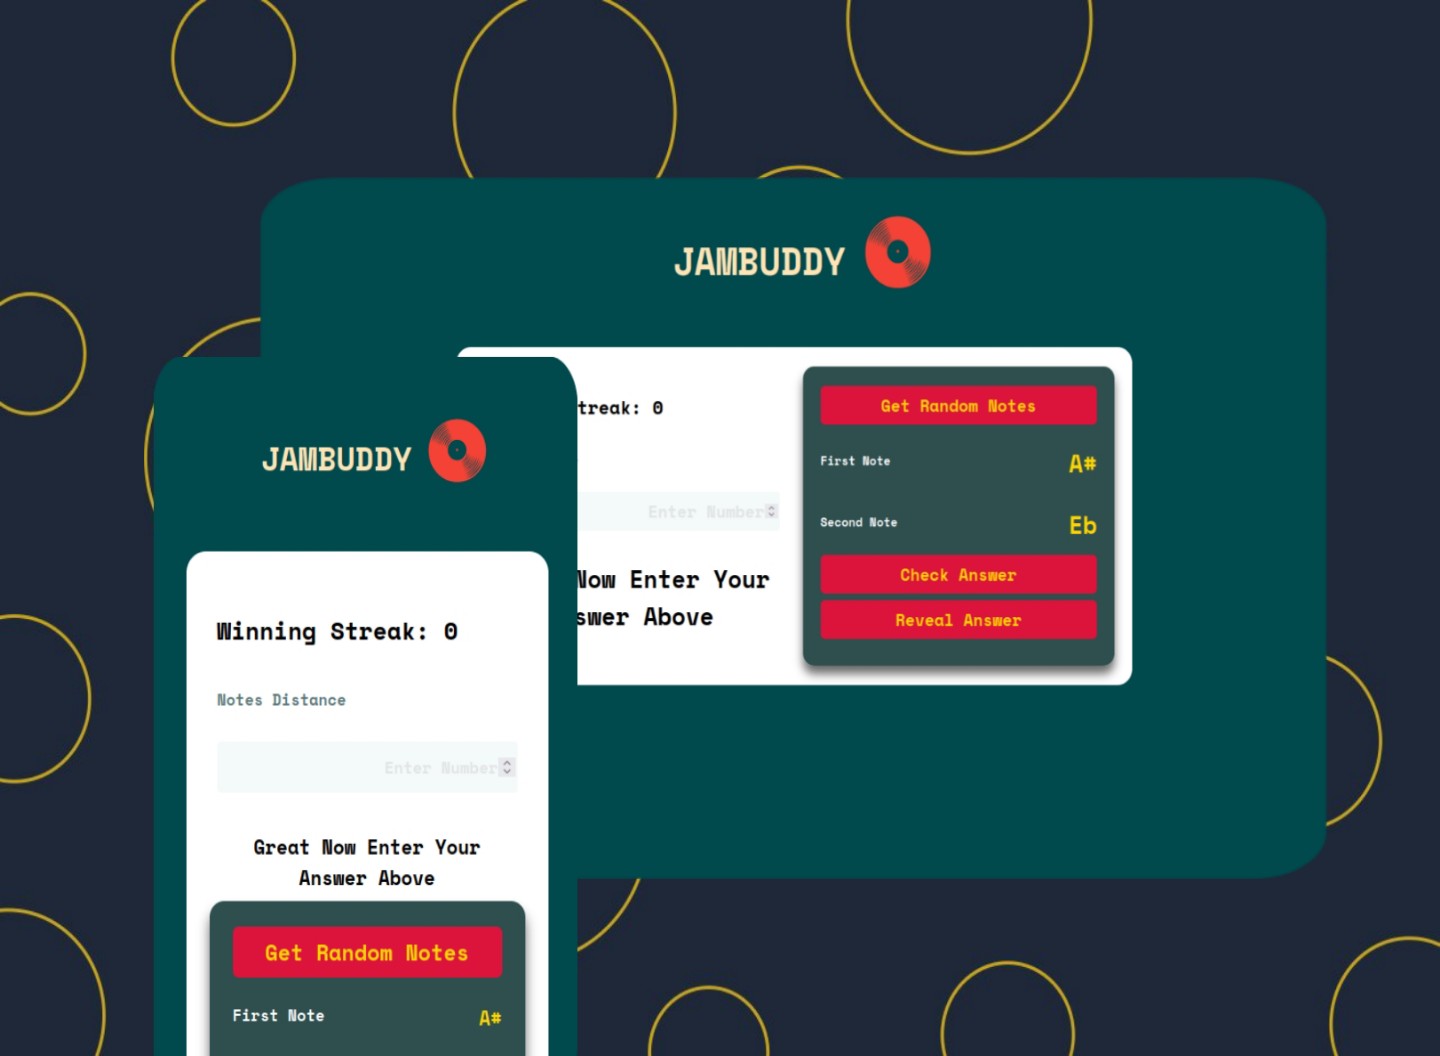 JAMBUDDY
treak: 0
Enter Number
Now Enter Your
swer Above
Get Random Notes
First Note
A#
Second Note
Eb
Check Answer
Reveal Answer
JAMBUDDY
Winning Streak: 0
Notes Distance
Enter Number
Great Now Enter Your
Answer Above
Get Random Notes
First Note
A#